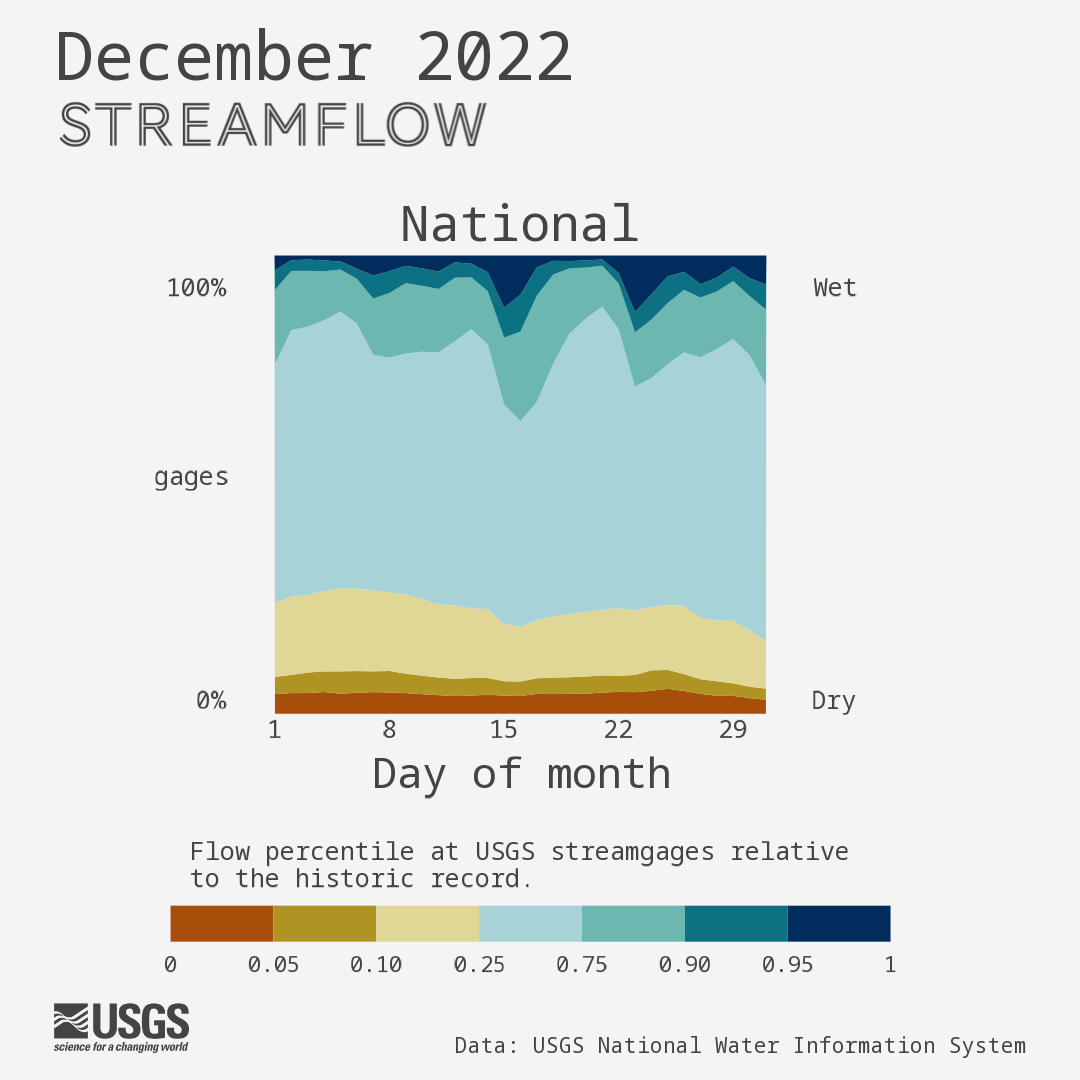 December 2022
STREAMFLOW
National
100%
Wet
gages
0%
Dry
1 8 15 22 29
Day of month
Flow percentile at USGS streamgages relative
to the historic record.
0 0.05 0.10 0.25 0.75 0.90 0.95 1
USGS
science for a changing world
Data: USGS National Water Information System